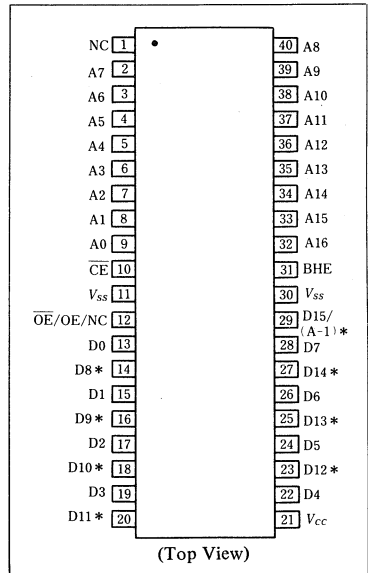 NC 1 40 A8
A7 2 39 A9
A6 3 38 A10
A5 4 37 A11
A4 5 36 A12
A3 6 35 A13
A2 7 34 A14
A1 8 33 A15
A0 9 32 A16
C̅E̅ 10 31 BHE
Vss 11 30 Vss
O̅E̅/OE/NC 12 29 D15/
(A-1)*
D0 13 28 D7
D8* 14 27 D14*
D1 15 26 D6
D9* 16 25 D13*
D2 17 24 D5
D10* 18 23 D12*
D3 19 22 D4
D11* 20 21 Vcc
(Top View)